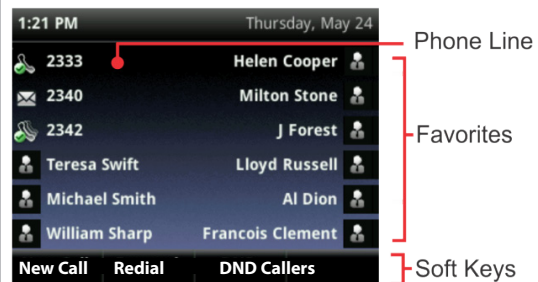 1:21 PM Thursday, May 24
Phone Line
2333 Helen Cooper
2340 Milton Stone
2342 J Forest
Favorites
Teresa Swift Lloyd Russell
Michael Smith Al Dion
William Sharp Francois Clement
New Call Redial DND Callers
Soft Keys